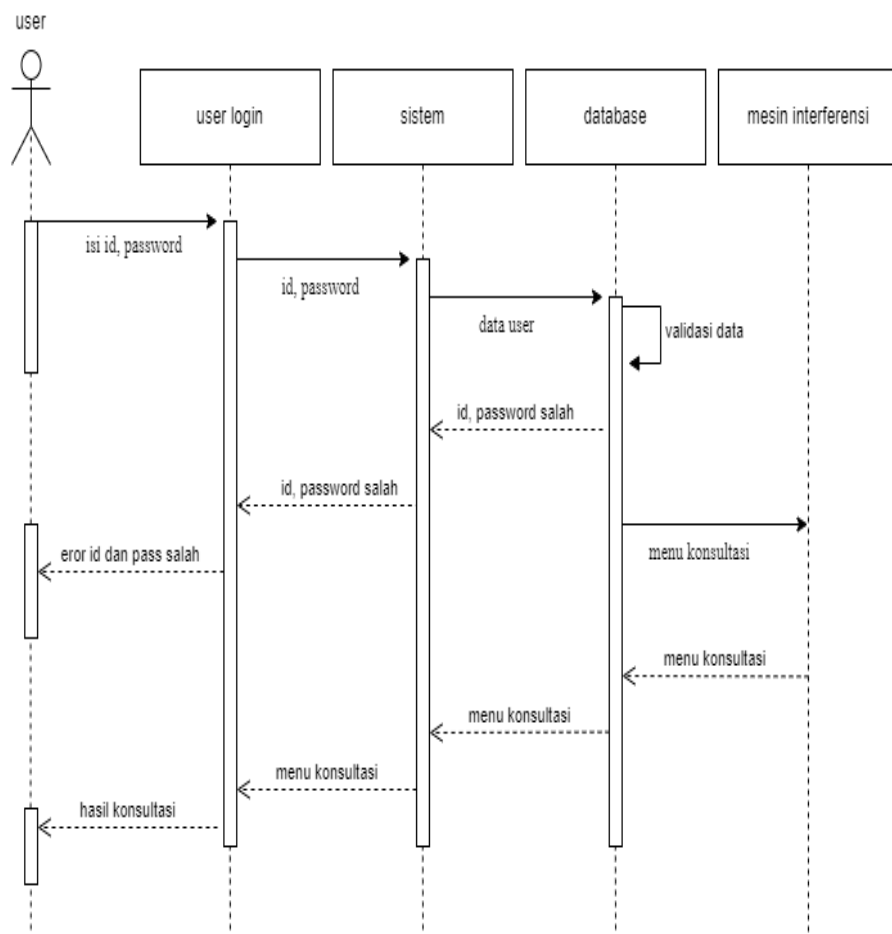 user
user login
sistem
database
mesin interferensi
isi id, password
id, password
data user
validasi data
id, password salah
id, password salah
menu konsultasi
eror id dan pass salah
menu konsultasi
menu konsultasi
menu konsultasi
hasil konsultasi